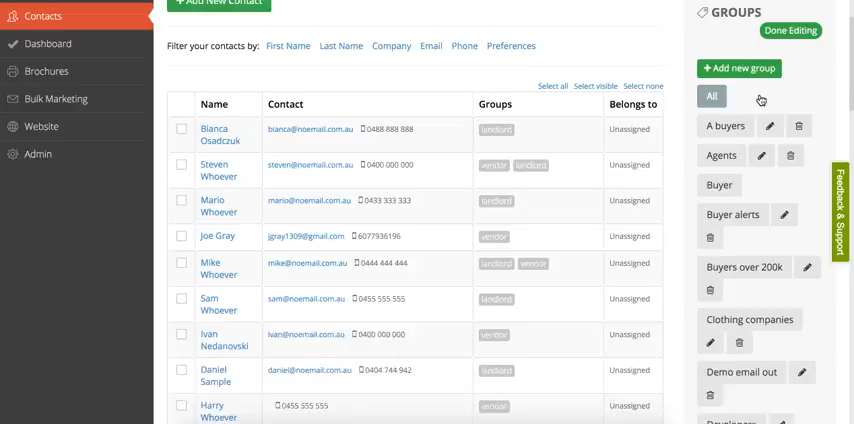 Contacts
Dashboard
Brochures
Bulk Marketing
Website
Admin
+ Add New Contact
Filter your contacts by: First Name Last Name Company Email Phone Preferences
Select all Select visible Select none
Name Contact Groups Belongs to
Bianca Osadczuk bianca@noemail.com.au 0488 888 888 landlord Unassigned
Steven Whoever steven@noemail.com.au 0400 000 000 vendor landlord Unassigned
Mario Whoever mario@noemail.com.au 0433 333 333 landlord Unassigned
Joe Gray jgray1309@gmail.com 6077936196 vendor Unassigned
Mike Whoever mike@noemail.com.au 0444 444 444 landlord vendor Unassigned
Sam Whoever sam@noemail.com.au 0455 555 555 landlord Unassigned
Ivan Nedanovski ivan@noemail.com.au 0400 000 000 vendor Unassigned
Daniel Sample daniel@noemail.com.au 0404 744 942 landlord Unassigned
Harry Whoever 0455 555 555 vendor Unassigned
GROUPS
Done Editing
+ Add new group
All
A buyers
Agents
Buyer
Buyer alerts
Buyers over 200k
Clothing companies
Demo email out
Developers
Feedback & Support